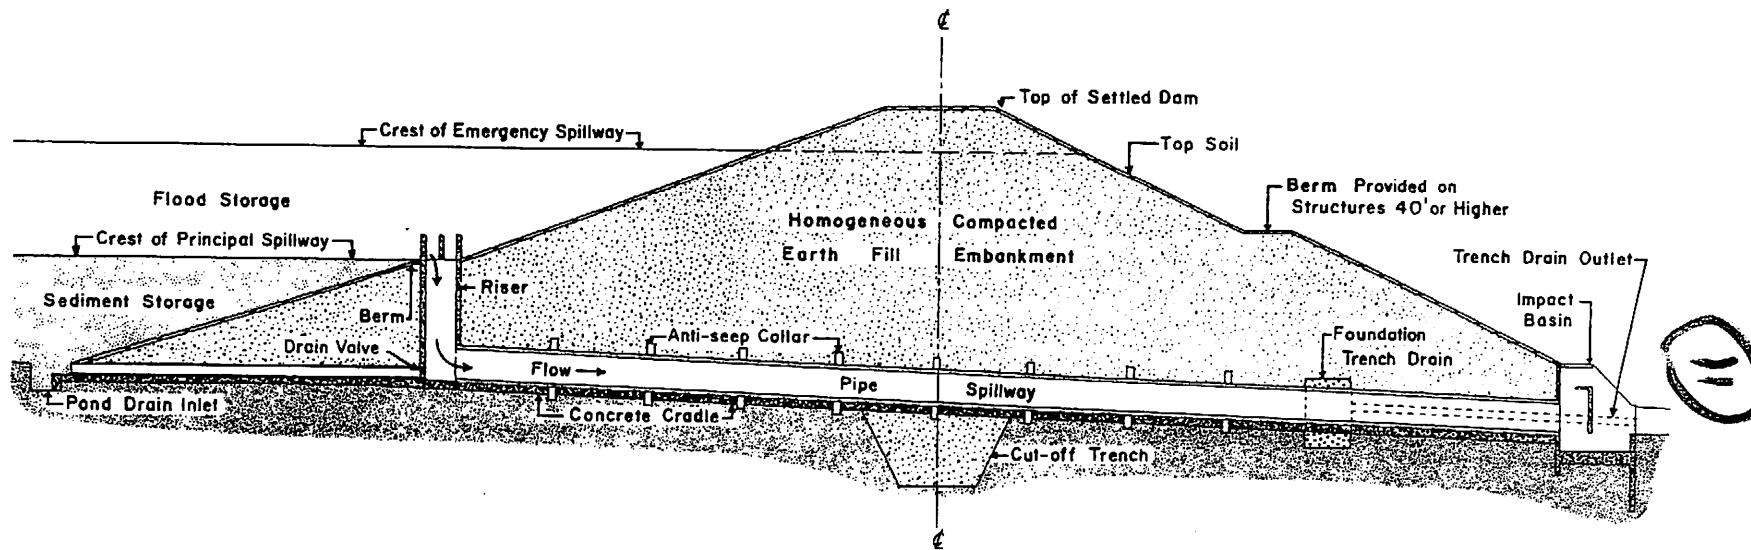 ℄
Top of Settled Dam
Crest of Emergency Spillway
Top Soil
Flood Storage
Berm Provided on
Structures 40' or Higher
Homogeneous Compacted
Earth Fill Embankment
Crest of Principal Spillway
Trench Drain Outlet
Sediment Storage
Riser
Impact
Basin
Berm
Anti-seep Collar
Foundation
Trench Drain
Drain Valve
Flow
Pipe Spillway
Pond Drain Inlet
Concrete Cradle
Cut-off Trench
℄